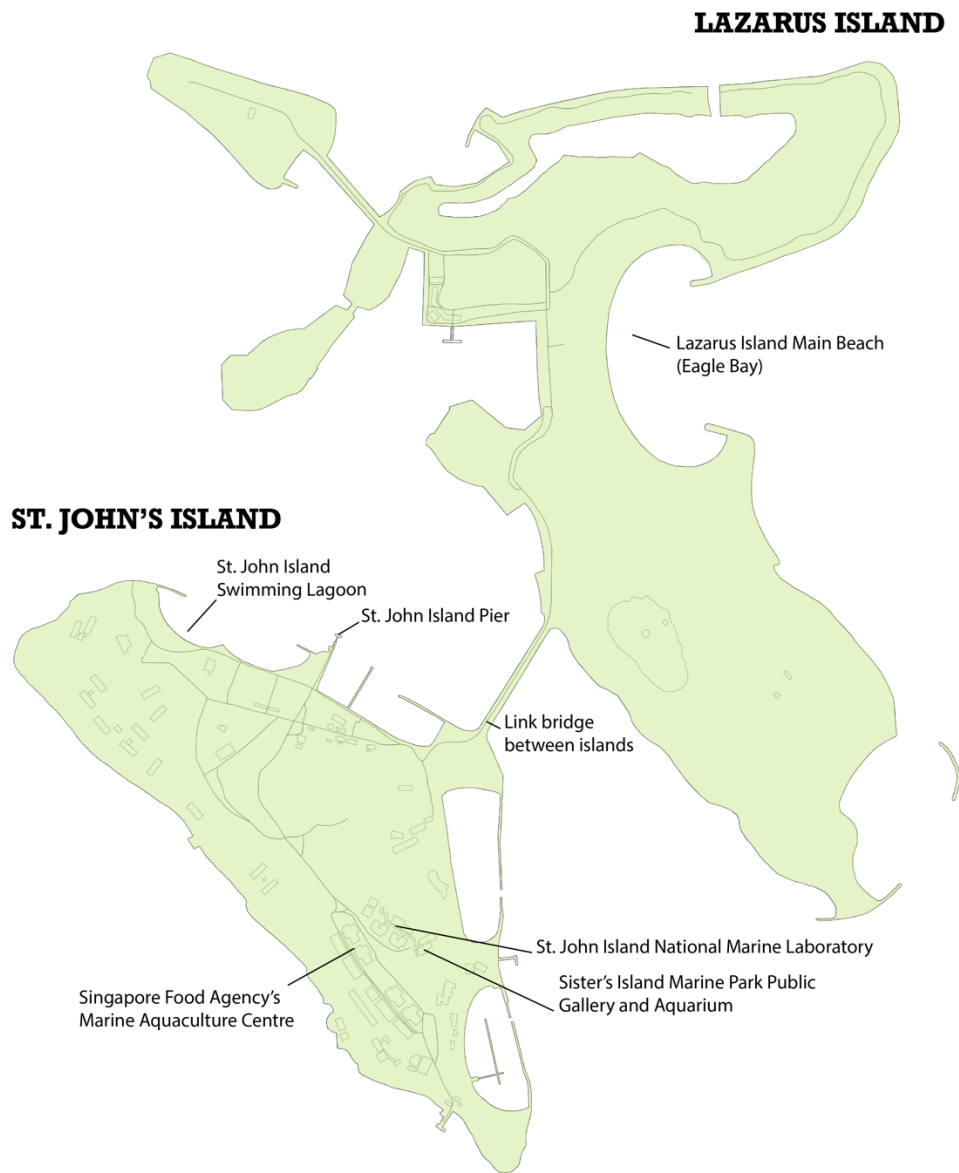 LAZARUS ISLAND
Lazarus Island Main Beach
(Eagle Bay)
ST. JOHN'S ISLAND
St. John Island
Swimming Lagoon
St. John Island Pier
Link bridge
between islands
St. John Island National Marine Laboratory
Sister's Island Marine Park Public
Gallery and Aquarium
Singapore Food Agency's
Marine Aquaculture Centre